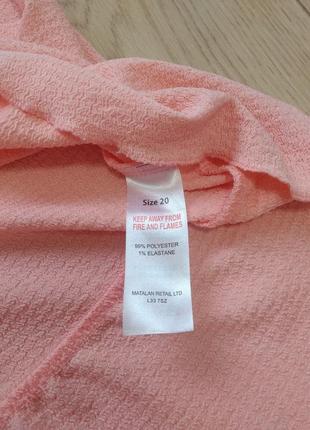 Size 20
KEEP AWAY FROM
FIRE AND FLAMES
99% POLYESTER
1% ELASTANE
MATALAN RETAIL LTD
L33 7SZ